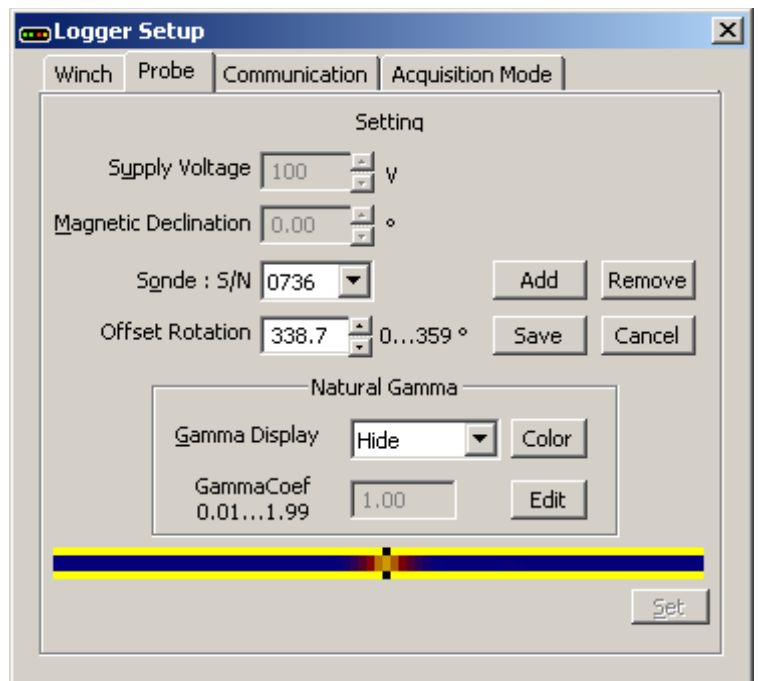 Logger Setup
Winch Probe Communication Acquisition Mode
Setting
Supply Voltage 100 V
Magnetic Declination 0.00 °
Sonde : S/N 0736 Add Remove
Offset Rotation 338.7 0...359 ° Save Cancel
Natural Gamma
Gamma Display Hide Color
GammaCoef
0.01...1.99 1.00 Edit
Set